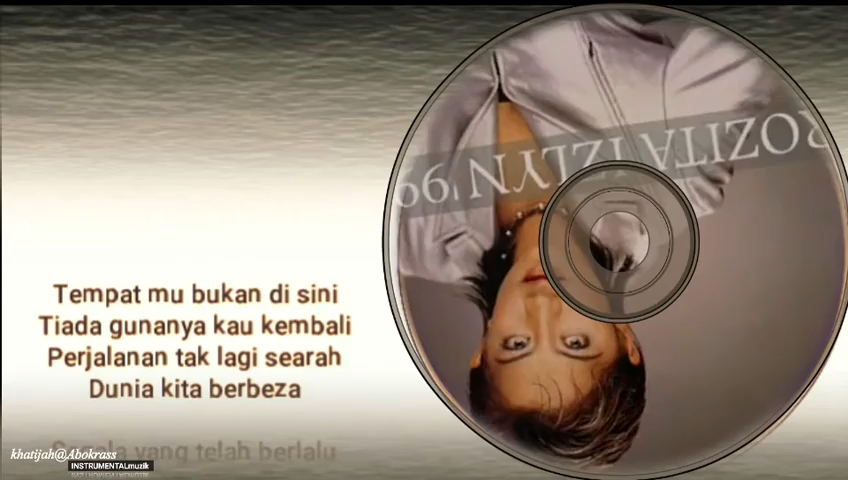 ROZITA IZLYN '99
Tempat mu bukan di sini
Tiada gunanya kau kembali
Perjalanan tak lagi searah
Dunia kita berbeza
Segala yang telah berlalu
khatijah@Abokrass
INSTRUMENTALmuzik